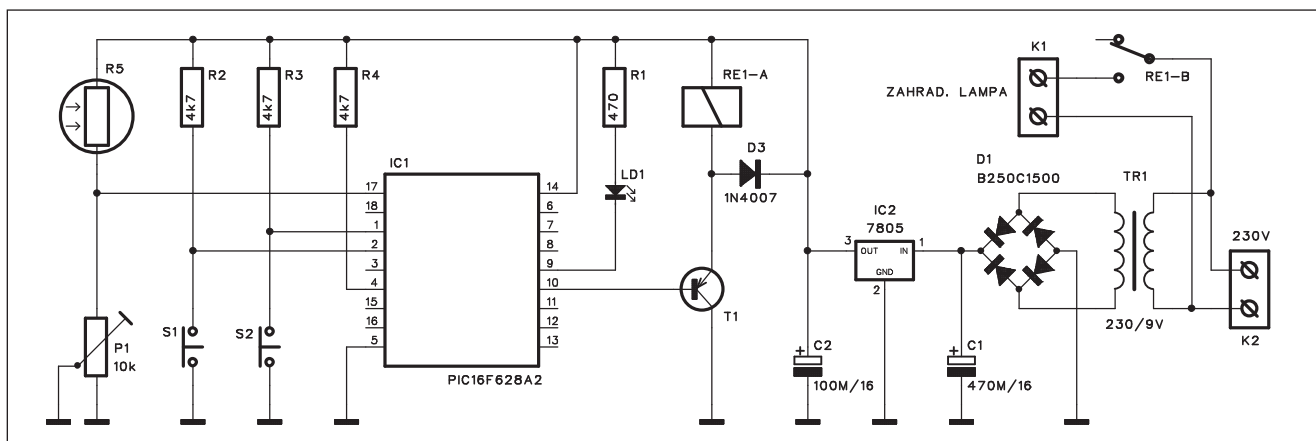 R5
R2
4k7
R3
4k7
R4
4k7
R1
470
RE1-A
K1
RE1-B
ZAHRAD. LAMPA
IC1
LD1
D3
1N4007
D1
B250C1500
TR1
17
18
1
2
3
4
15
16
5
14
6
7
8
9
10
11
12
13
IC2
7805
3
OUT
IN
1
GND
2
230V
T1
S1
S2
P1
10k
PIC16F628A2
+
C2
100M/16
+
C1
470M/16
230/9V
K2